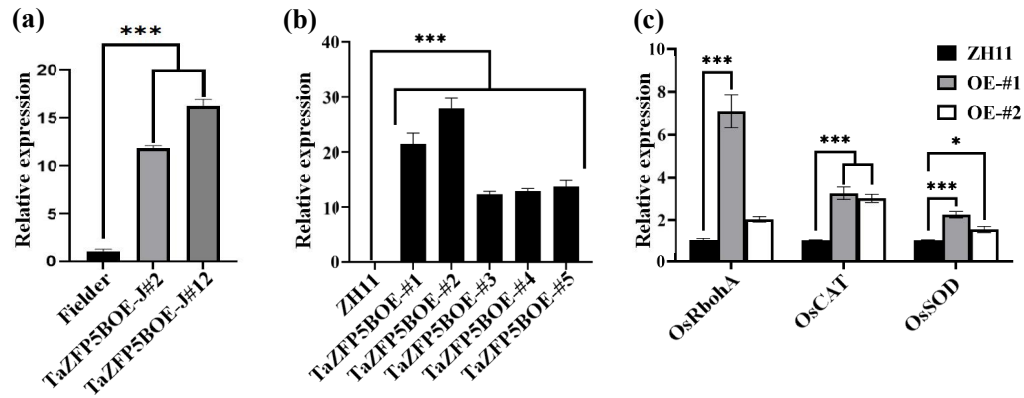 (a)
***
Relative expression
20
15
10
5
0
Fielder
TaZFP5BOE-J#2
TaZFP5BOE-J#12
(b)
***
Relative expression
40
30
20
10
0
ZH11
TaZFP5BOE-#1
TaZFP5BOE-#2
TaZFP5BOE-#3
TaZFP5BOE-#4
TaZFP5BOE-#5
(c)
ZH11
OE-#1
OE-#2
***
***
***
*
Relative expression
10
8
6
4
2
0
OsRbohA
OsCAT
OsSOD